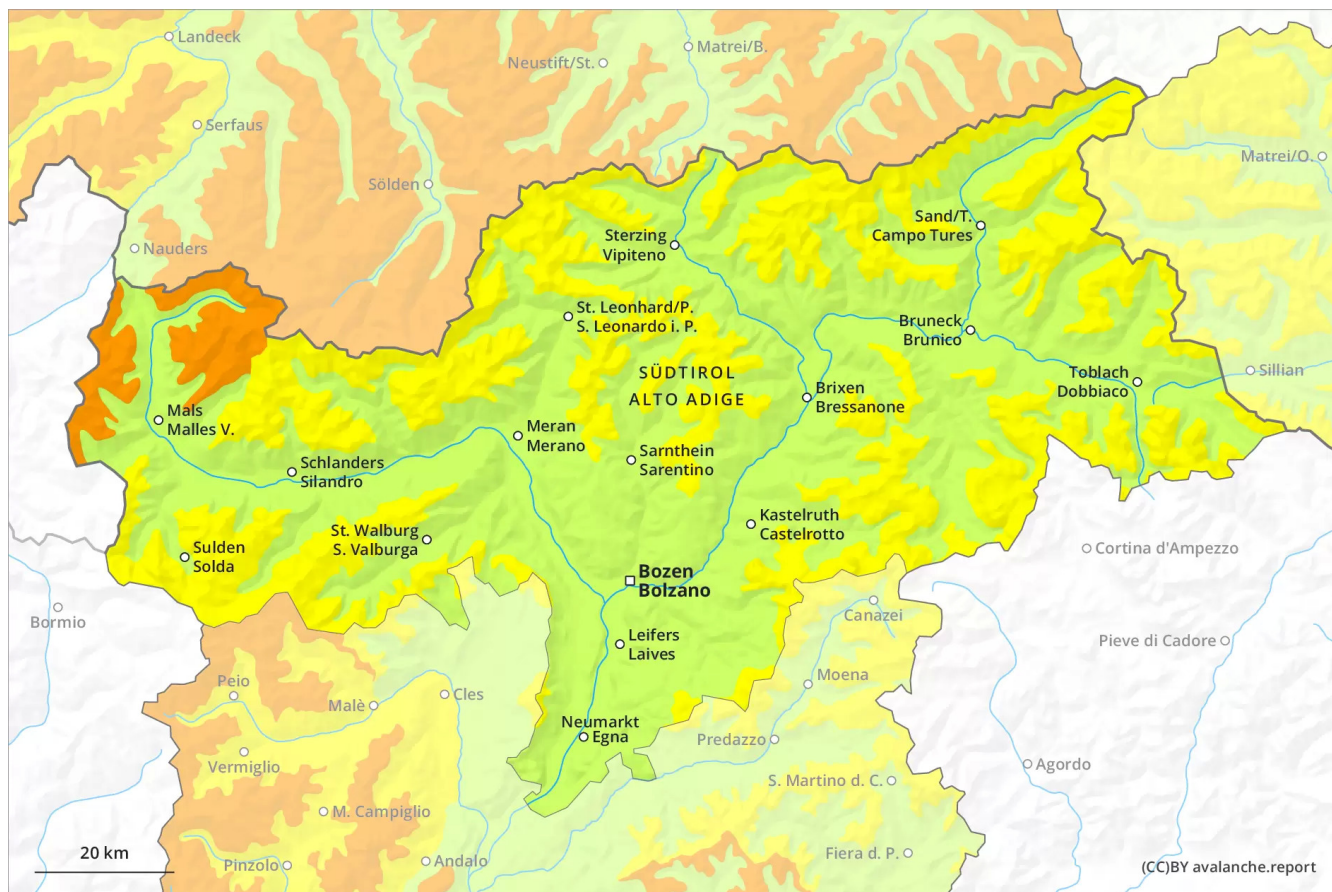 Landeck
Matrei/B.
Neustift/St.
Serfaus
Matrei/O.
Sölden
Nauders
Sand/T.
Campo Tures
Sterzing
Vipiteno
St. Leonhard/P.
S. Leonardo i. P.
Bruneck
Brunico
SÜDTIROL
ALTO ADIGE
Toblach
Dobbiaco
Sillian
Brixen
Bressanone
Mals
Malles V.
Meran
Merano
Schlanders
Silandro
Sarnthein
Sarentino
Kastelruth
Castelrotto
St. Walburg
S. Valburga
Sulden
Solda
Cortina d'Ampezzo
Bozen
Bolzano
Bormio
Canazei
Leifers
Laives
Pieve di Cadore
Peio
Moena
Cles
Malè
Neumarkt
Egna
Predazzo
Vermiglio
Agordo
S. Martino d. C.
M. Campiglio
20 km
Pinzolo
Andalo
Fiera d. P.
(CC)BY avalanche.report